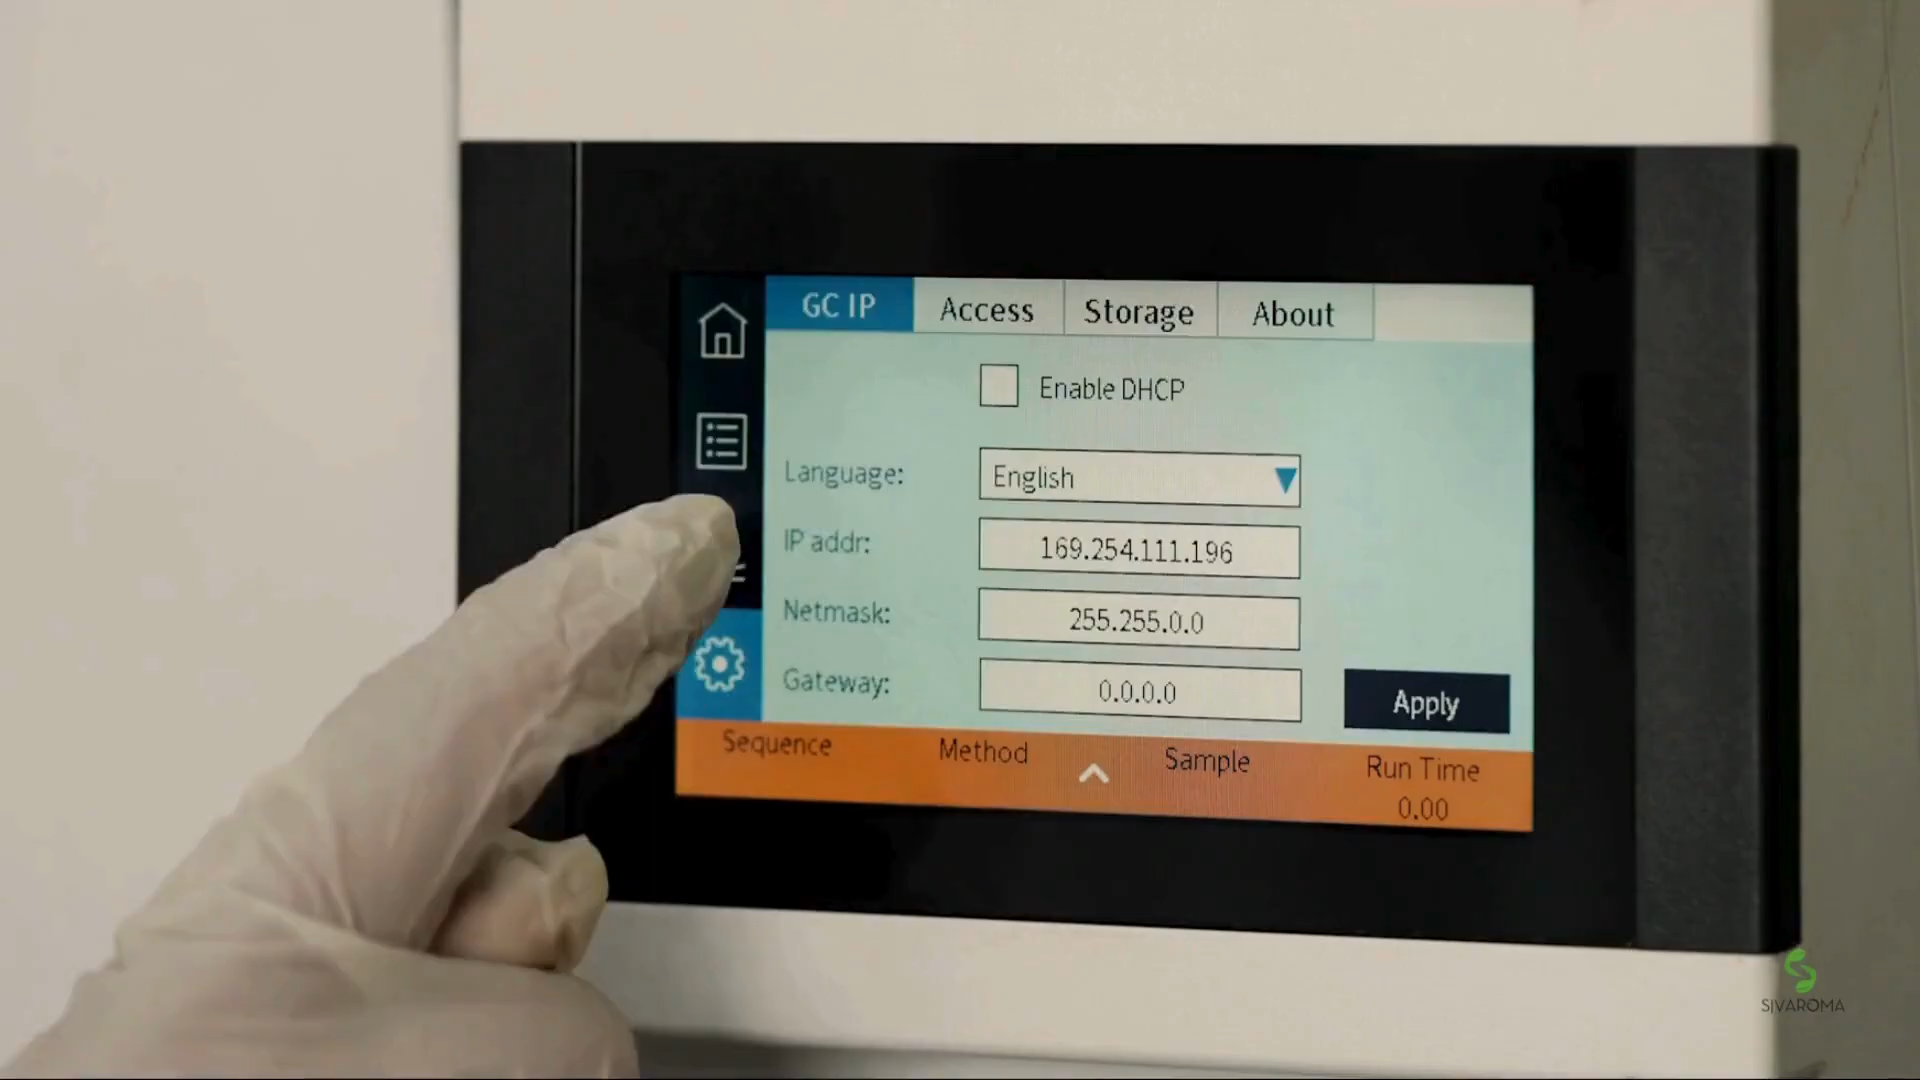 GC IP
Access
Storage
About
Enable DHCP
Language:
English
IP addr:
169.254.111.196
Netmask:
255.255.0.0
Gateway:
0.0.0.0
Apply
Sequence
Method
Sample
Run Time
0.00
SIVAROMA